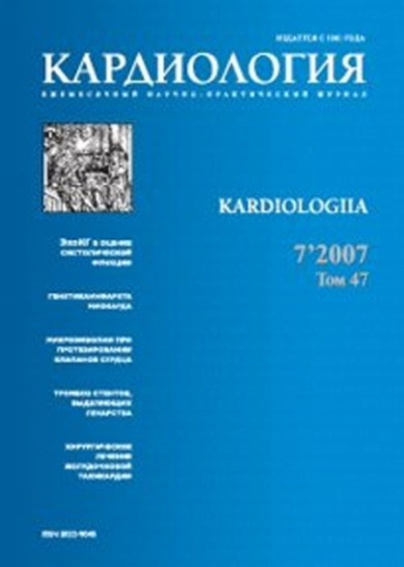 ИЗДАЕТСЯ С 1961 ГОДА
КАРДИОЛОГИЯ
ЕЖЕМЕСЯЧНЫЙ НАУЧНО-ПРАКТИЧЕСКИЙ ЖУРНАЛ
KARDIOLOGIIA
7’2007
Том 47
ЭхоКГ в оценке
систолической
функции
Генетика инфаркта
миокарда
Микроэмболии при
протезировании
клапанов сердца
Тромбоз стентов,
выделяющих
лекарства
Хирургическое
лечение
желудочковой
тахикардии
ISSN 0022-9040